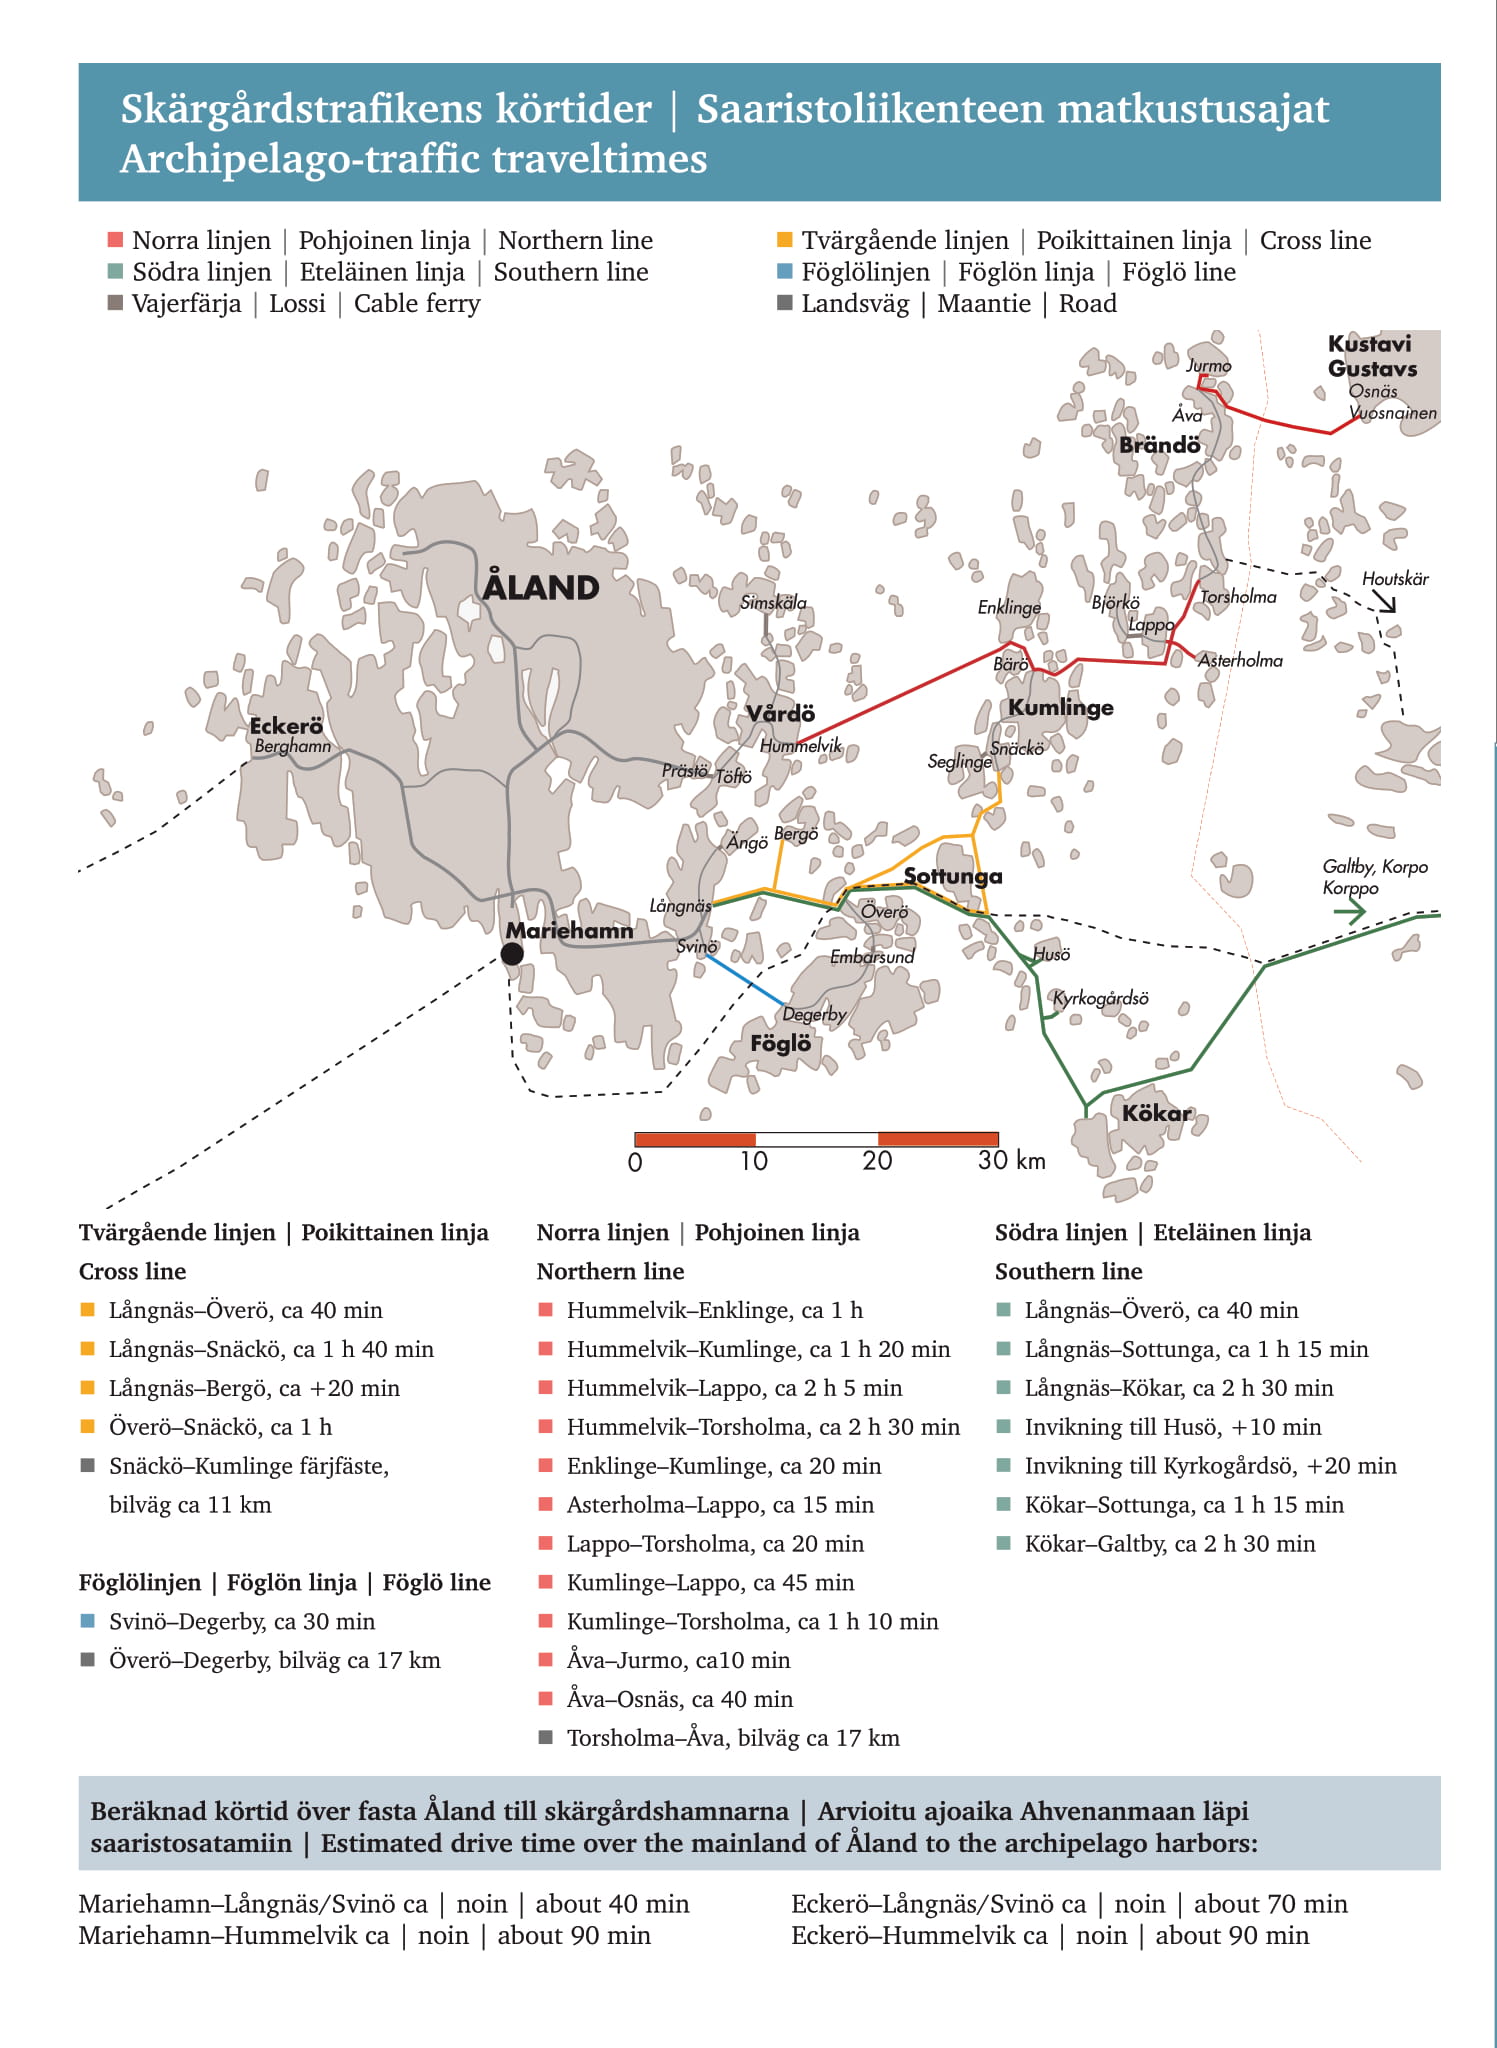 Skärgårdstrafikens körtider | Saaristoliikenteen matkustusajat
Archipelago-traffic traveltimes
Norra linjen | Pohjoinen linja | Northern line
Södra linjen | Eteläinen linja | Southern line
Vajerfärja | Lossi | Cable ferry
Tvärgående linjen | Poikittainen linja | Cross line
Föglölinjen | Föglön linja | Föglö line
Landsväg | Maantie | Road
Kustavi
Gustavs
Osnäs
Vuosnainen
Jurmo
Åva
Brändö
Houtskär
ÅLAND
Simskäla
Enklinge
Björkö
Torsholma
Lappo
Bärö
Asterholma
Eckerö
Berghamn
Vårdö
Hummelvik
Kumlinge
Snäckö
Seglinge
Prästö
Töftö
Ängö
Bergö
Sottunga
Galtby, Korpo
Korppo
Långnäs
Överö
Mariehamn
Svinö
Embarsund
Husö
Kyrkogårdsö
Degerby
Föglö
Kökar
0
10
20
30 km
Tvärgående linjen | Poikittainen linja
Cross line
Långnäs–Överö, ca 40 min
Långnäs–Snäckö, ca 1 h 40 min
Långnäs–Bergö, ca +20 min
Överö–Snäckö, ca 1 h
Snäckö–Kumlinge färjfäste,
bilväg ca 11 km
Föglölinjen | Föglön linja | Föglö line
Svinö–Degerby, ca 30 min
Överö–Degerby, bilväg ca 17 km
Norra linjen | Pohjoinen linja
Northern line
Hummelvik–Enklinge, ca 1 h
Hummelvik–Kumlinge, ca 1 h 20 min
Hummelvik–Lappo, ca 2 h 5 min
Hummelvik–Torsholma, ca 2 h 30 min
Enklinge–Kumlinge, ca 20 min
Asterholma–Lappo, ca 15 min
Lappo–Torsholma, ca 20 min
Kumlinge–Lappo, ca 45 min
Kumlinge–Torsholma, ca 1 h 10 min
Åva–Jurmo, ca10 min
Åva–Osnäs, ca 40 min
Torsholma–Åva, bilväg ca 17 km
Södra linjen | Eteläinen linja
Southern line
Långnäs–Överö, ca 40 min
Långnäs–Sottunga, ca 1 h 15 min
Långnäs–Kökar, ca 2 h 30 min
Invikning till Husö, +10 min
Invikning till Kyrkogårdsö, +20 min
Kökar–Sottunga, ca 1 h 15 min
Kökar–Galtby, ca 2 h 30 min
Beräknad körtid över fasta Åland till skärgårdshamnarna | Arvioitu ajoaika Ahvenanmaan läpi
saaristosatamiin | Estimated drive time over the mainland of Åland to the archipelago harbors:
Mariehamn–Långnäs/Svinö ca | noin | about 40 min
Mariehamn–Hummelvik ca | noin | about 90 min
Eckerö–Långnäs/Svinö ca | noin | about 70 min
Eckerö–Hummelvik ca | noin | about 90 min